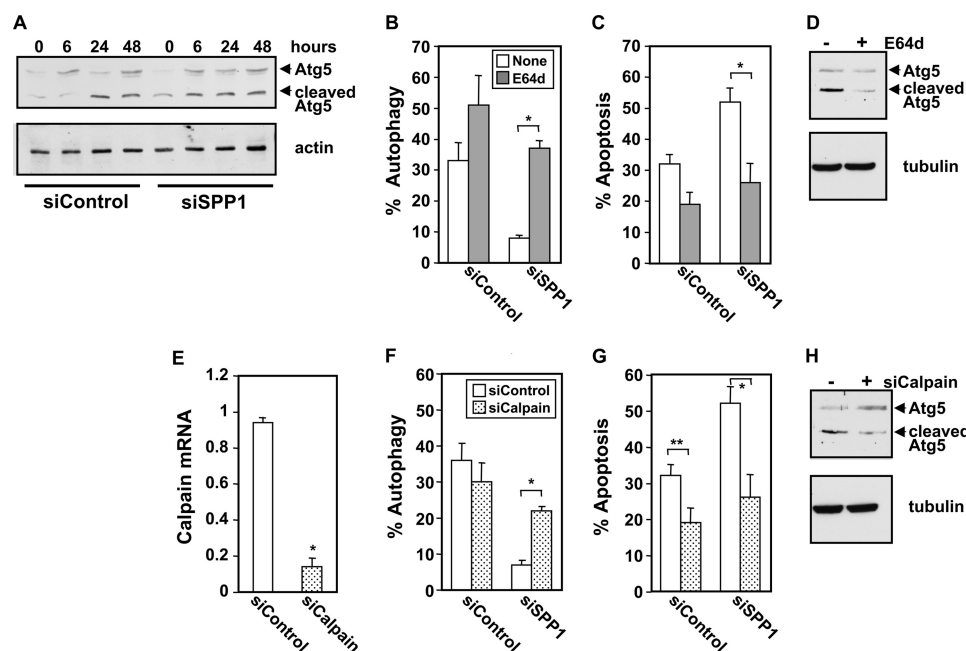 A
0 6 24 48 0 6 24 48 hours
Atg5
cleaved
Atg5
actin
siControl siSPP1
B
% Autophagy
70
60
50
40
30
20
10
0
None
E64d
*
siControl
siSPP1
C
% Apoptosis
70
60
50
40
30
20
10
0
*
siControl
siSPP1
D
- + E64d
Atg5
cleaved
Atg5
tubulin
E
Calpain mRNA
1.2
1
0.8
0.6
0.4
0.2
0
*
siControl
siCalpain
F
% Autophagy
60
50
40
30
20
10
0
siControl
siCalpain
*
siControl
siSPP1
G
% Apoptosis
60
50
40
30
20
10
0
**
*
siControl
siSPP1
H
- + siCalpain
Atg5
cleaved
Atg5
tubulin